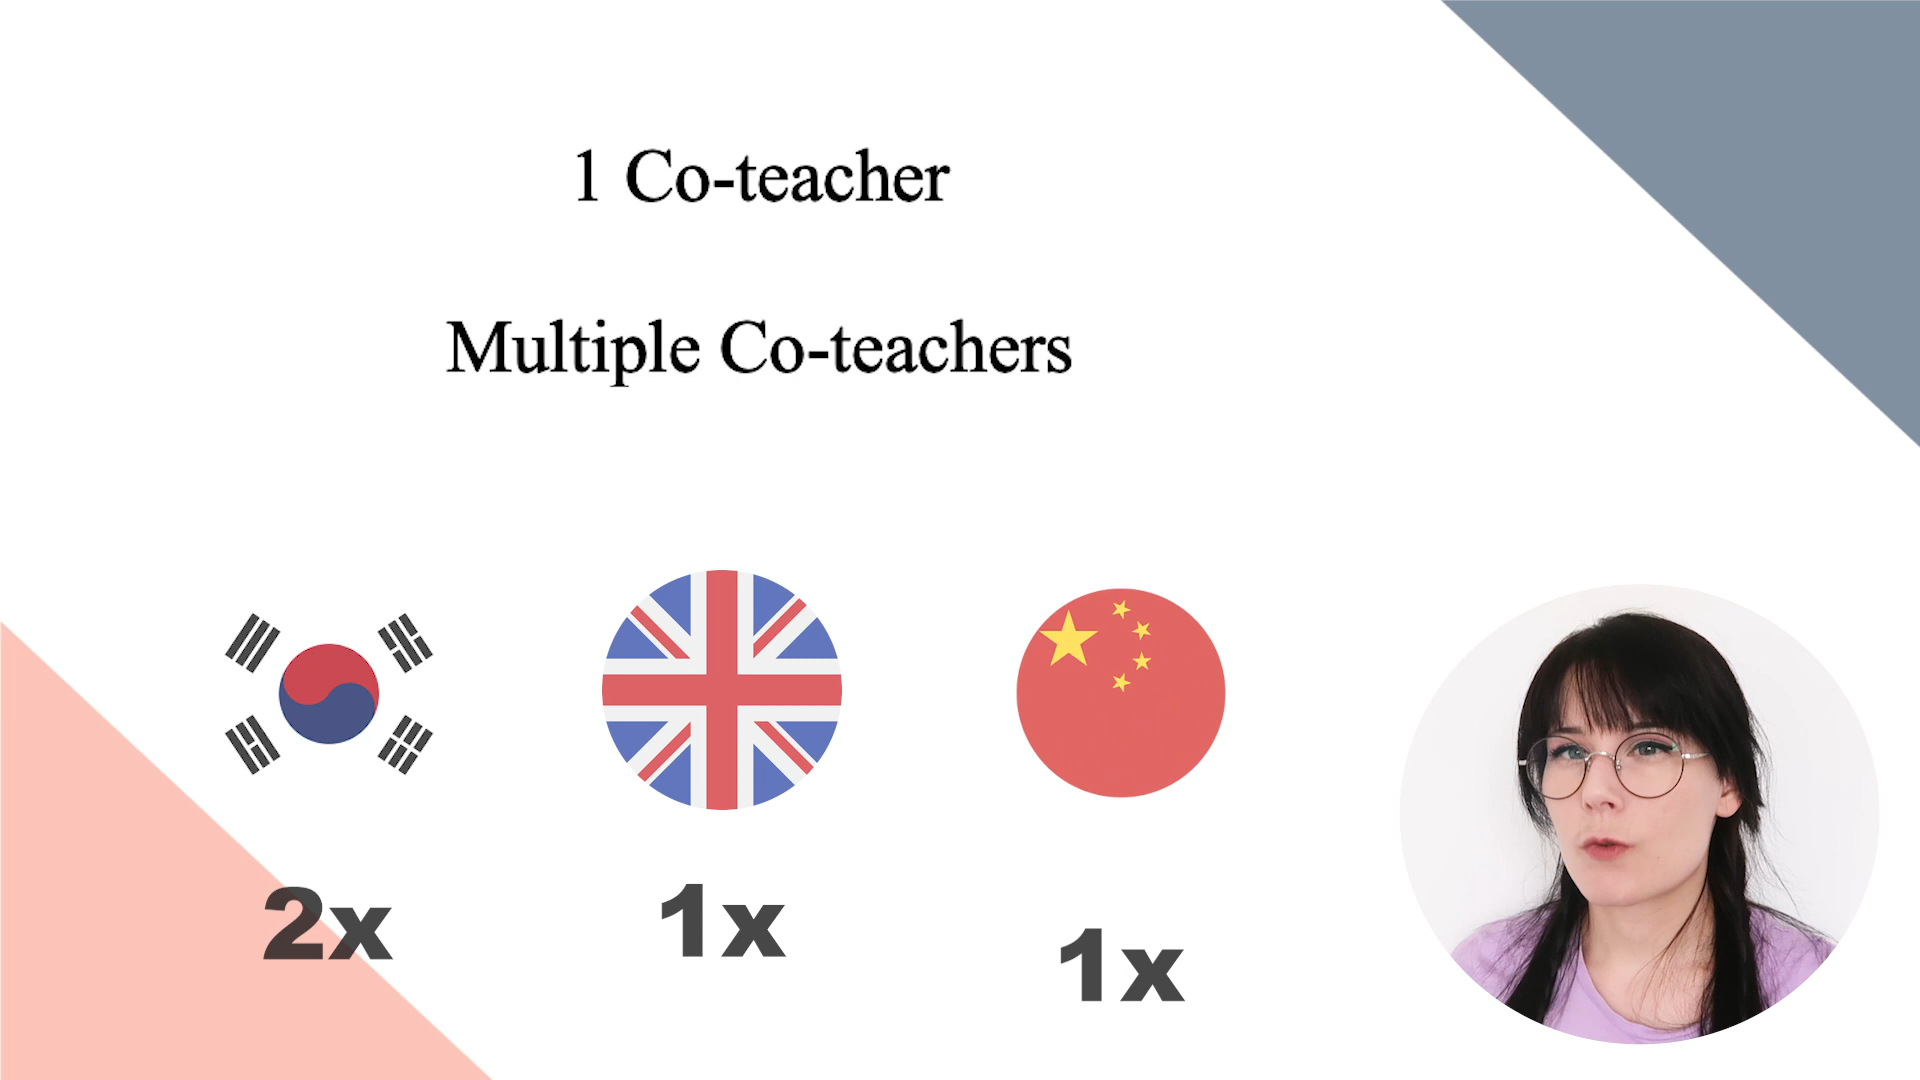 1 Co-teacher
Multiple Co-teachers
2x
1x
1x